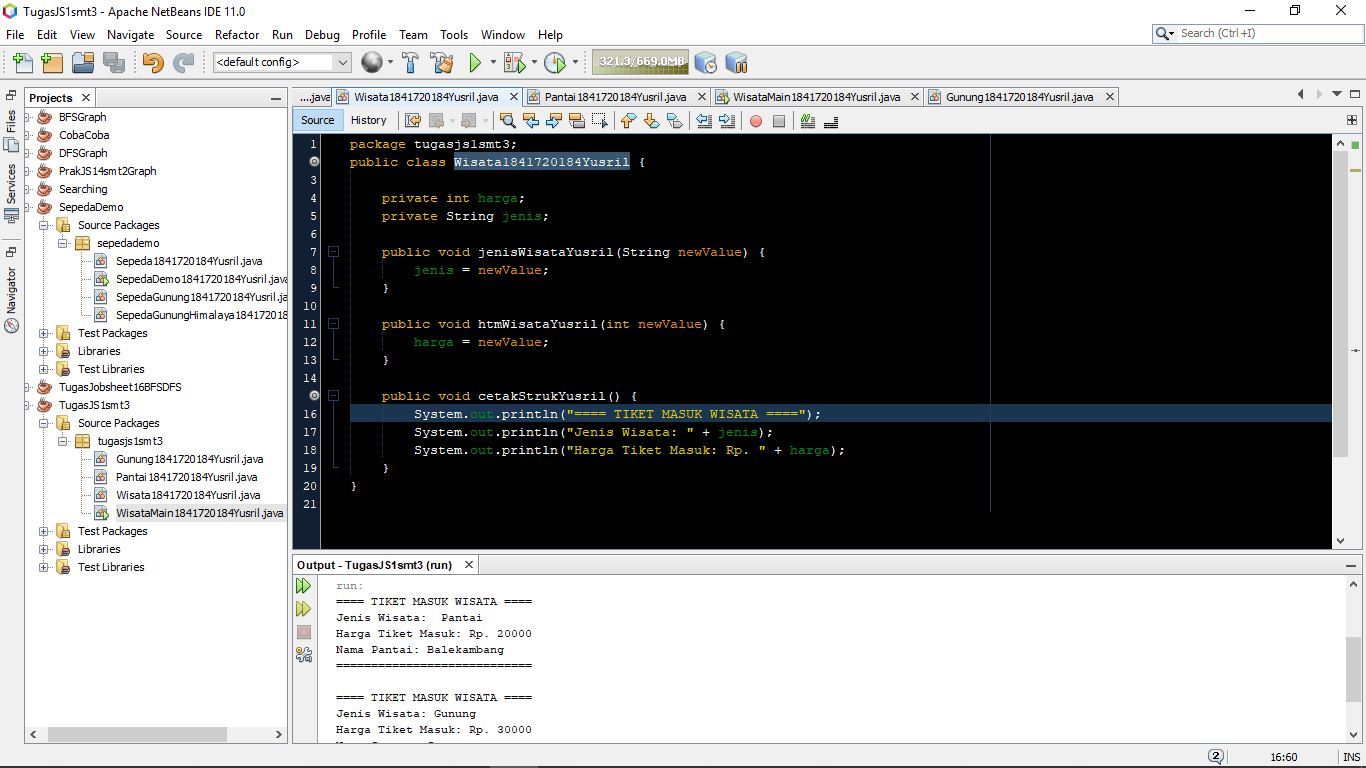 TugasJS1smt3 - Apache NetBeans IDE 11.0
File Edit View Navigate Source Refactor Run Debug Profile Team Tools Window Help
Search (Ctrl+I)
<default config>
321.3/669.0MB
Files
Services
Navigator
Projects
BFSGraph
CobaCoba
DFSGraph
PrakJS14smt2Graph
Searching
SepedaDemo
Source Packages
sepedademo
Sepeda1841720184Yusril.java
SepedaDemo1841720184Yusril.java
SepedaGunung1841720184Yusril.ja
SepedaGunungHimalaya184172018
Test Packages
Libraries
Test Libraries
TugasJobsheet16BFSDFS
TugasJS1smt3
Source Packages
tugasjs1smt3
Gunung1841720184Yusril.java
Pantai1841720184Yusril.java
Wisata1841720184Yusril.java
WisataMain1841720184Yusril.java
Test Packages
Libraries
Test Libraries
....java Wisata1841720184Yusril.java Pantai1841720184Yusril.java WisataMain1841720184Yusril.java Gunung1841720184Yusril.java
Source History
1 package tugasjs1smt3;
public class Wisata1841720184Yusril {
3
4 private int harga;
5 private String jenis;
6
7 public void jenisWisataYusril(String newValue) {
8 jenis = newValue;
9 }
10
11 public void htmWisataYusril(int newValue) {
12 harga = newValue;
13 }
14
public void cetakStrukYusril() {
16 System.out.println("==== TIKET MASUK WISATA ====");
17 System.out.println("Jenis Wisata: " + jenis);
18 System.out.println("Harga Tiket Masuk: Rp. " + harga);
19 }
20 }
21
Output - TugasJS1smt3 (run)
run:
==== TIKET MASUK WISATA ====
Jenis Wisata:  Pantai
Harga Tiket Masuk: Rp. 20000
Nama Pantai: Balekambang
============================
==== TIKET MASUK WISATA ====
Jenis Wisata: Gunung
Harga Tiket Masuk: Rp. 30000
2 16:60 INS